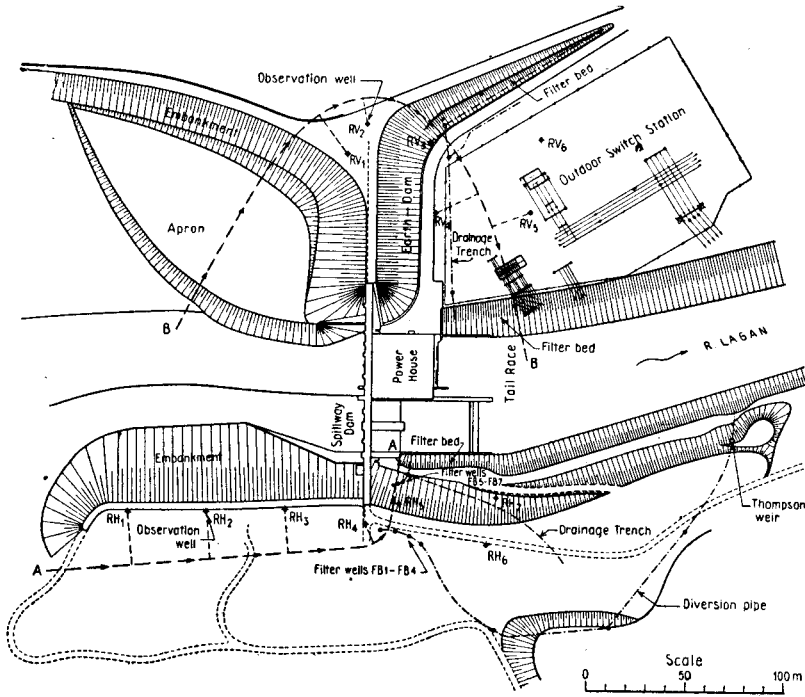 Observation well
RV2
RV1
Embankment
Filter bed
RV3
RV6
Outdoor Switch Station
Earth-Dam
RV5
Drainage
Trench
Apron
B
Filter bed
B
R. LAGAN
Power
House
Tail Race
Spillway
Dam
A
Filter bed
Filter wells
FB5-FB7
Embankment
RH1
Observation
well
RH2
RH3
RH4
RH5
RH6
Thompson
weir
Drainage Trench
A
Filter wells FB1-FB4
Diversion pipe
Scale
0 50 100 m